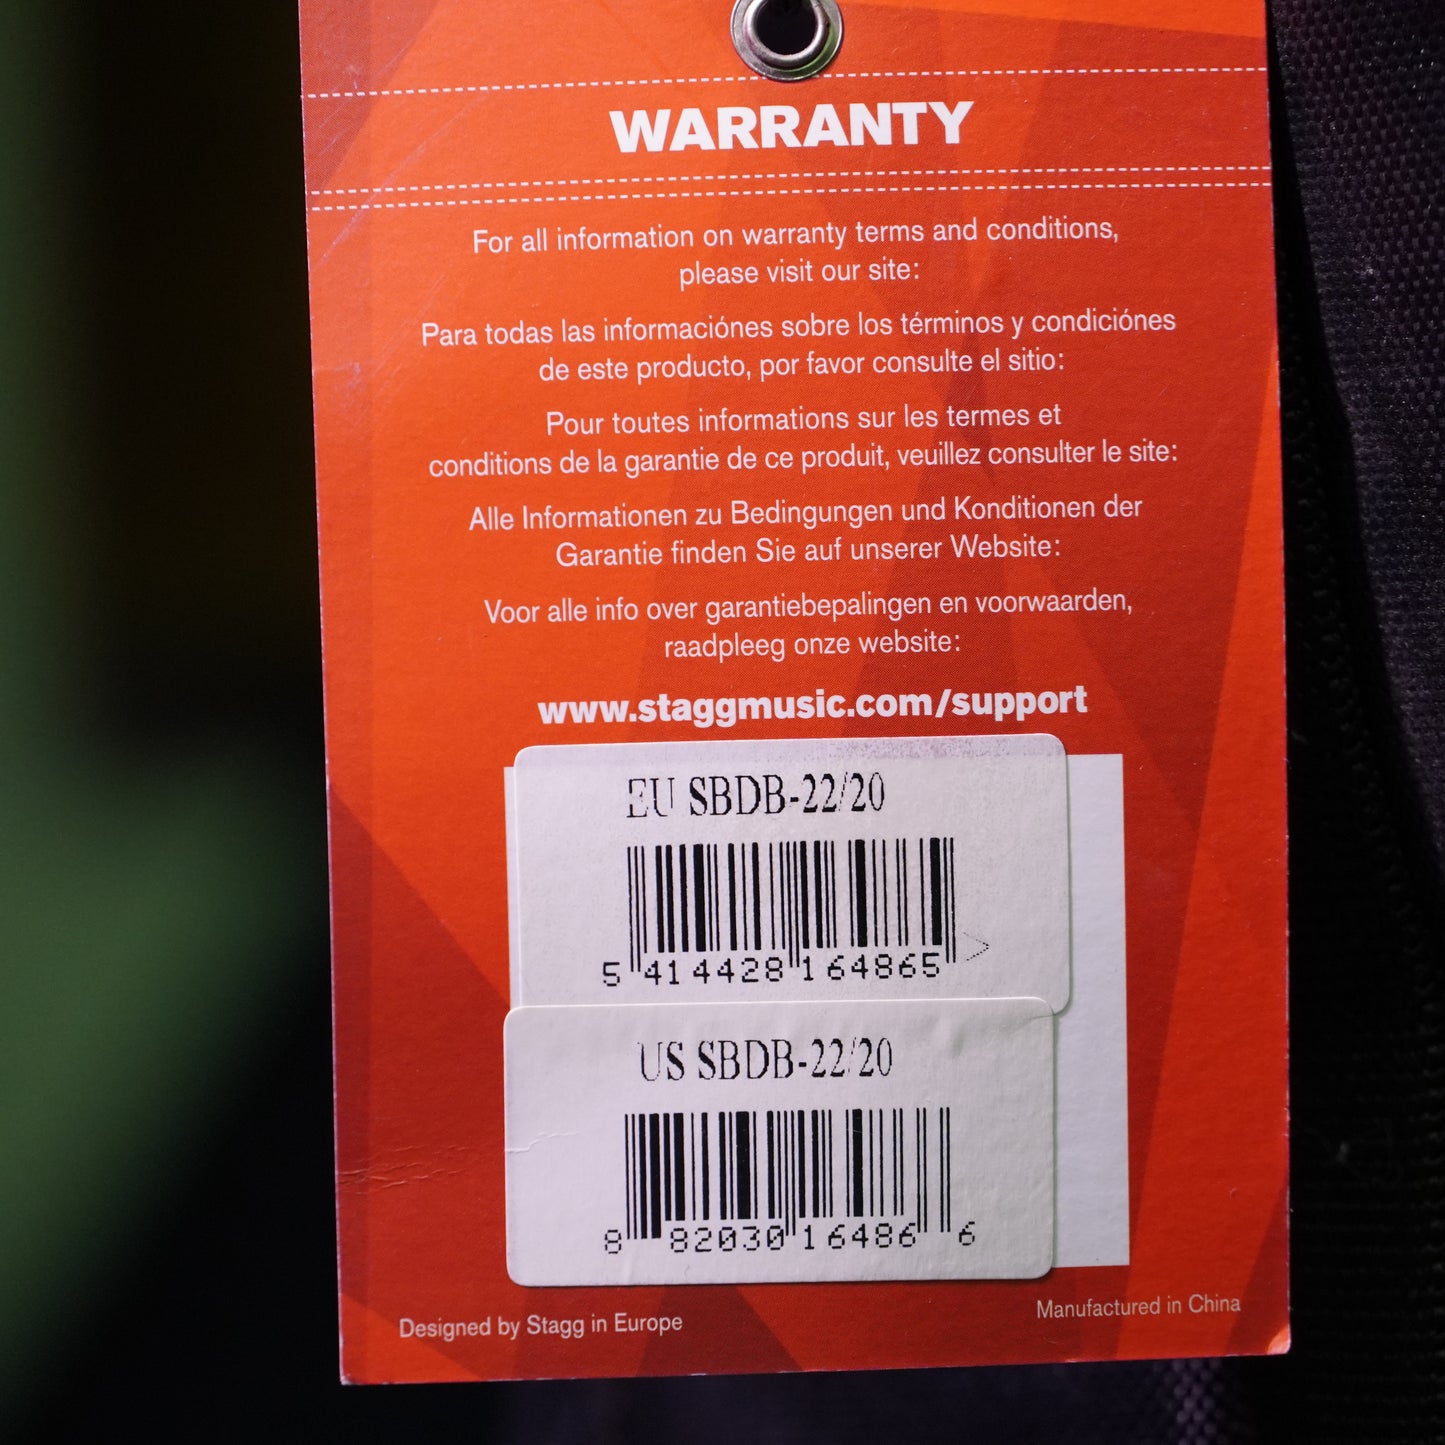 WARRANTY
For all information on warranty terms and conditions,
please visit our site:
Para todas las informaciónes sobre los términos y condiciónes
de este producto, por favor consulte el sitio:
Pour toutes informations sur les termes et
conditions de la garantie de ce produit, veuillez consulter le site:
Alle Informationen zu Bedingungen und Konditionen der
Garantie finden Sie auf unserer Website:
Voor alle info over garantiebepalingen en voorwaarden,
raadpleeg onze website:
www.staggmusic.com/support
EU SBDB-22/20
5 414428 164865 >
US SBDB-22/20
8 82030 16486 6
Designed by Stagg in Europe
Manufactured in China